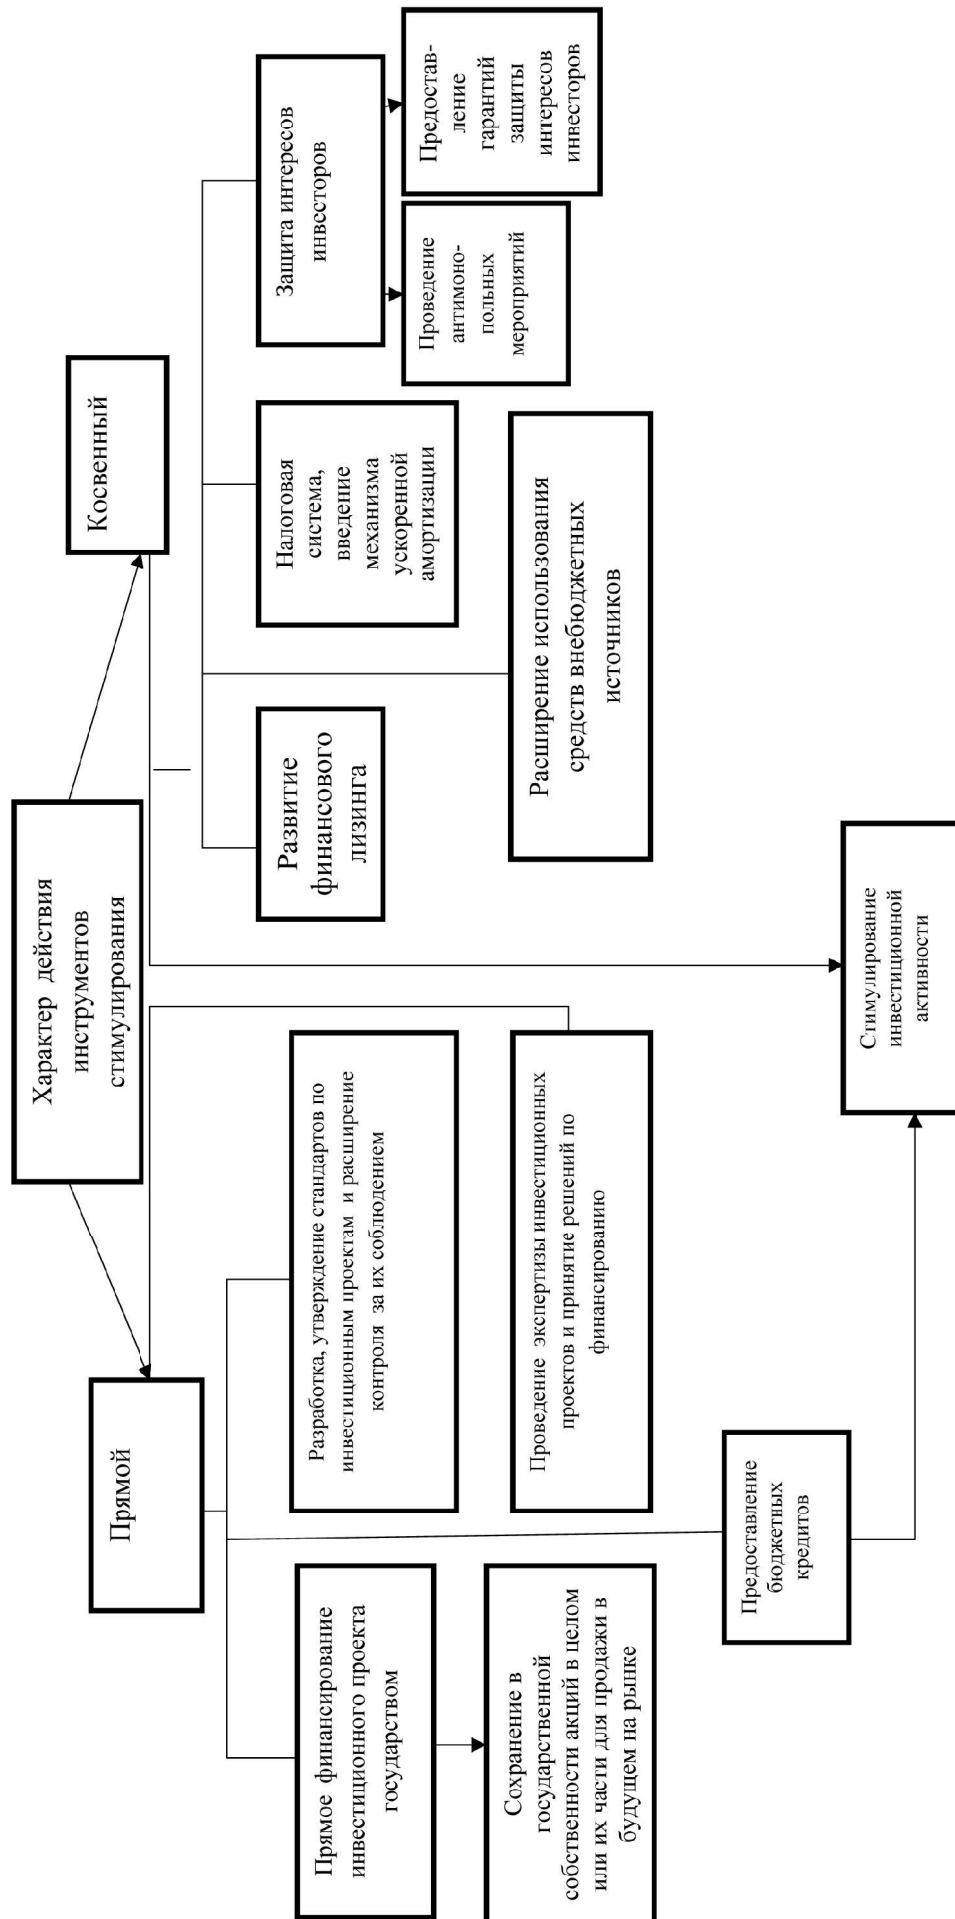 Характер действия
инструментов
стимулирования
Прямой
Косвенный
Прямое финансирование
инвестиционного проекта
государством
Разработка, утверждение стандартов по
инвестиционным проектам и расширение
контроля за их соблюдением
Развитие
финансового
лизинга
Налоговая
система,
введение
механизма
ускоренной
амортизации
Защита интересов
инвссторов
Сохранение в
государственной
собственности акций в целом
или их части для продажи в
будущем на рынке
Проведение экспертизы инвестиционных
проектов и принятие решений по
финансированию
Расширение использования
средств внебюджетных
источников
Проведение
антимоно-
польных
мероприятий
Предостав-
ление
гарантий
защиты
интересов
инвесторов
Предоставление
бюджетных
кредитов
Стимулирование
инвестиционной
активности